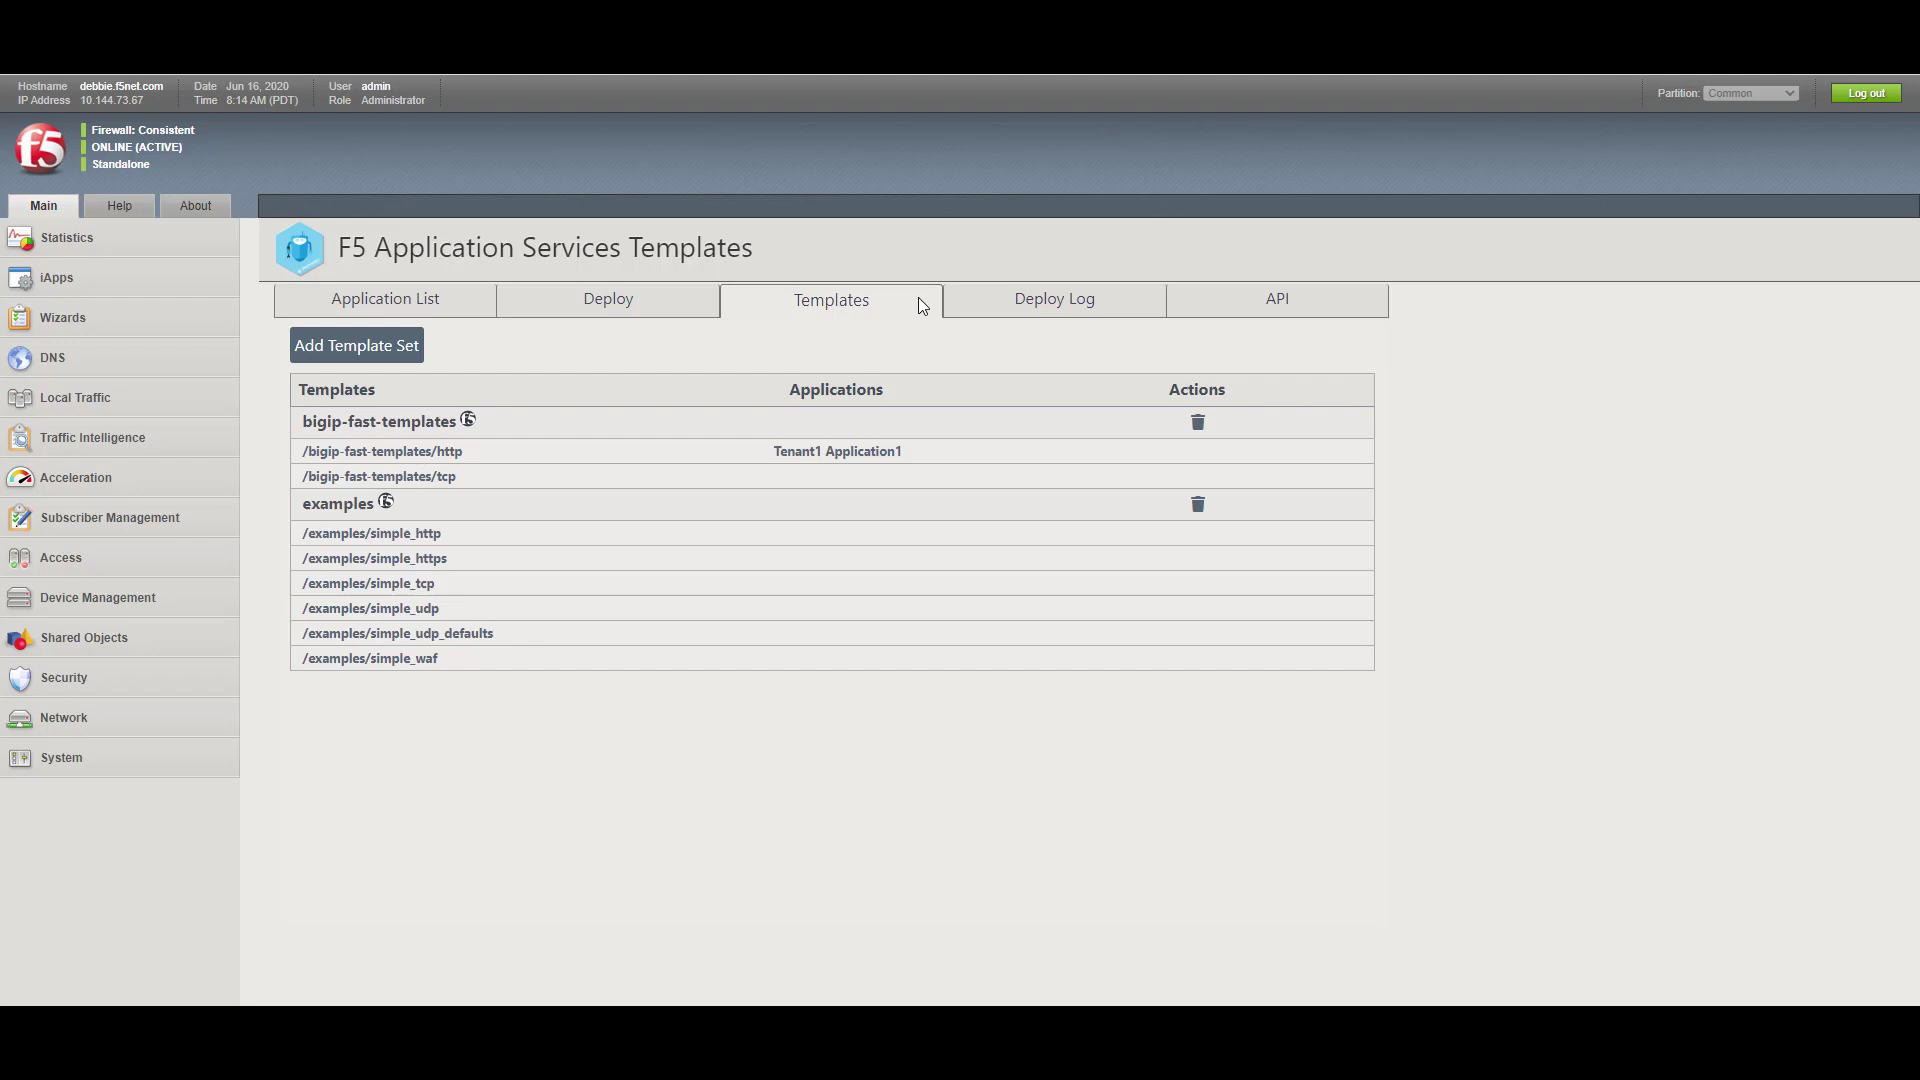 Hostname debbie.f5net.com Date Jun 16, 2020 User admin
IP Address 10.144.73.67 Time 8:14 AM (PDT) Role Administrator
Partition: Common Log out
f5
Firewall: Consistent
ONLINE (ACTIVE)
Standalone
Main Help About
Statistics
iApps
Wizards
DNS
Local Traffic
Traffic Intelligence
Acceleration
Subscriber Management
Access
Device Management
Shared Objects
Security
Network
System
F5 Application Services Templates
Application List Deploy Templates Deploy Log API
Add Template Set
Templates Applications Actions
bigip-fast-templates
/bigip-fast-templates/http Tenant1 Application1
/bigip-fast-templates/tcp
examples
/examples/simple_http
/examples/simple_https
/examples/simple_tcp
/examples/simple_udp
/examples/simple_udp_defaults
/examples/simple_waf